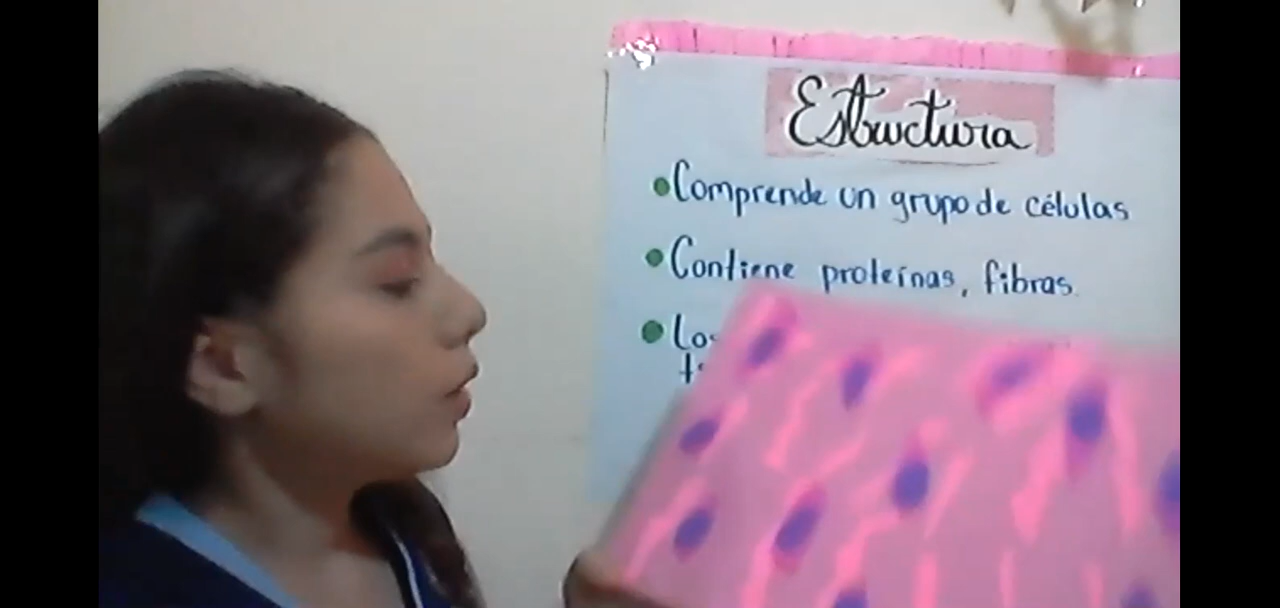 Estructura
Comprende un grupo de células
Contiene proteínas, fibras.